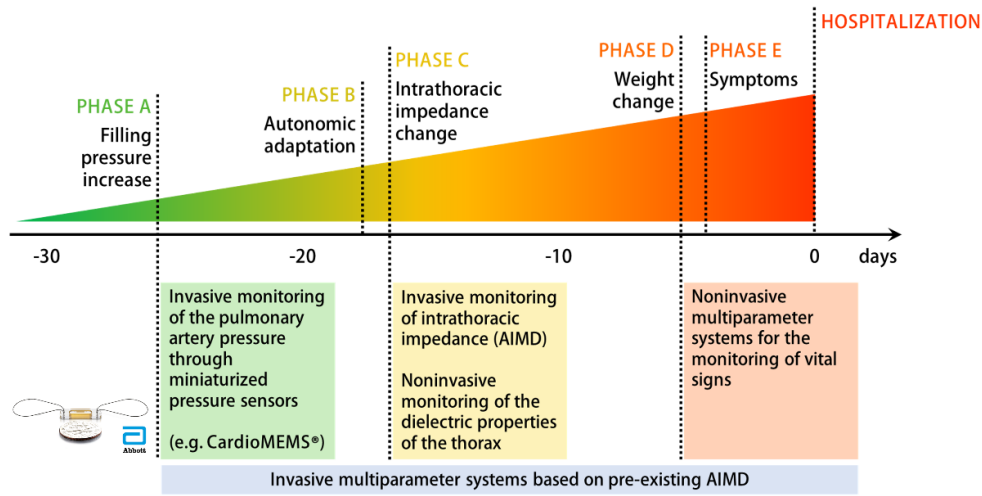 HOSPITALIZATION
PHASE A
Filling
pressure
increase
PHASE B
Autonomic
adaptation
PHASE C
Intrathoracic
impedance
change
PHASE D
Weight
change
PHASE E
Symptoms
-30
-20
-10
0
days
Invasive monitoring
of the pulmonary
artery pressure
through
miniaturized
pressure sensors
(e.g. CardioMEMS®)
Abbott
Invasive monitoring
of intrathoracic
impedance (AIMD)
Noninvasive
monitoring of the
dielectric properties
of the thorax
Noninvasive
multiparameter
systems for the
monitoring of vital
signs
Invasive multiparameter systems based on pre-existing AIMD